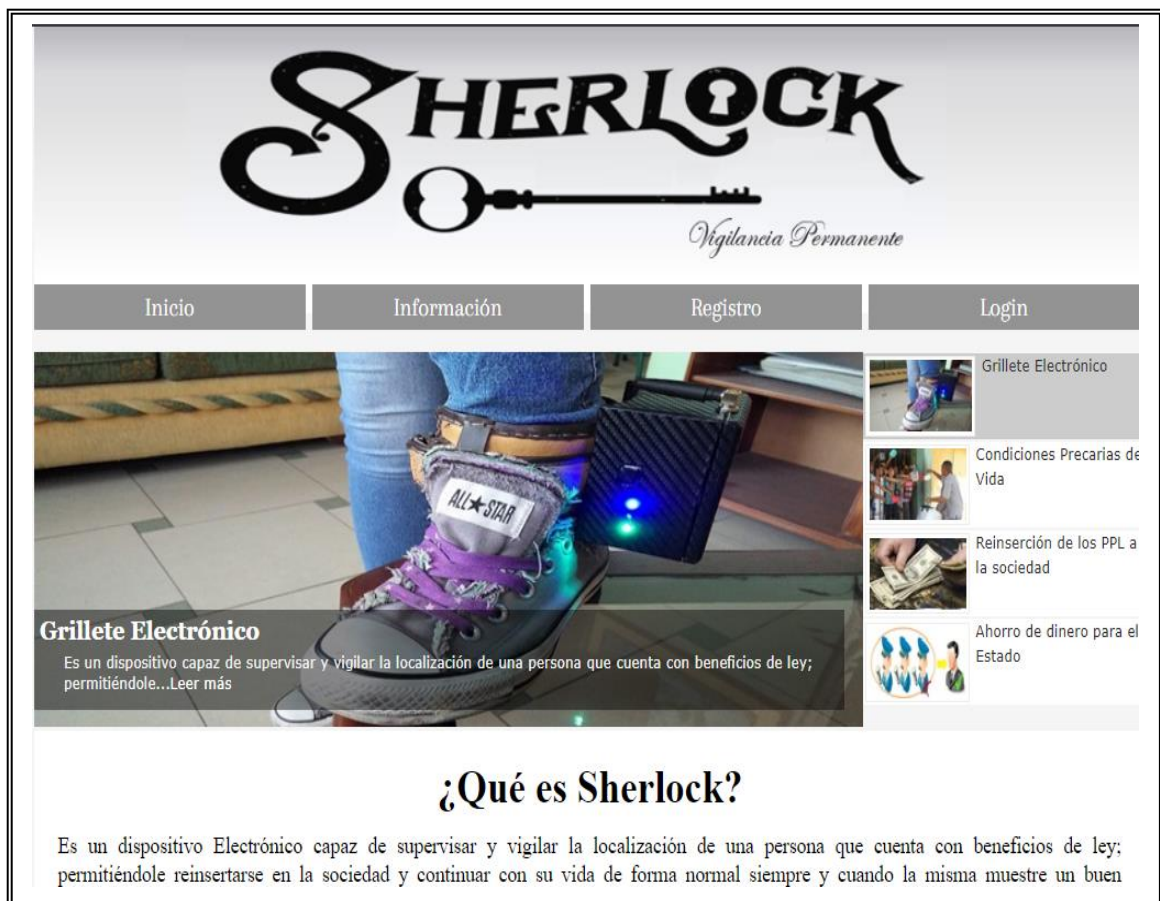 SHERLOCK
Vigilancia Permanente
Inicio
Información
Registro
Login
ALL★STAR
Grillete Electrónico
Es un dispositivo capaz de supervisar y vigilar la localización de una persona que cuenta con beneficios de ley;
permitiéndole...Leer más
Grillete Electrónico
Condiciones Precarias de
Vida
Reinserción de los PPL a
la sociedad
Ahorro de dinero para el
Estado
¿Qué es Sherlock?
Es un dispositivo Electrónico capaz de supervisar y vigilar la localización de una persona que cuenta con beneficios de ley;
permitiéndole reinsertarse en la sociedad y continuar con su vida de forma normal siempre y cuando la misma muestre un buen